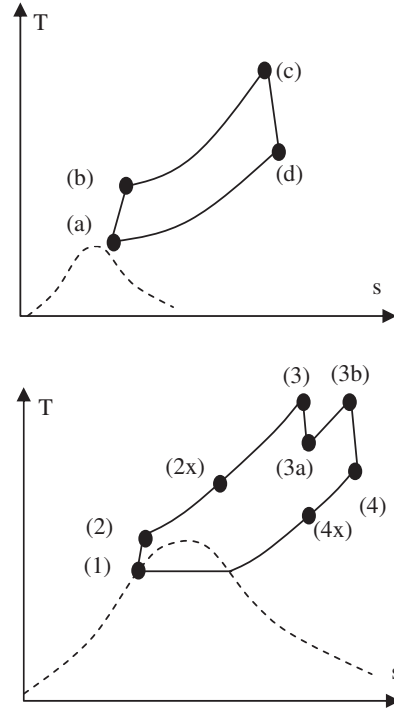 T
(c)
(b)
(d)
(a)
s
(3) (3b)
T
(2x)
(3a)
(2)
(4)
(4x)
(1)
s